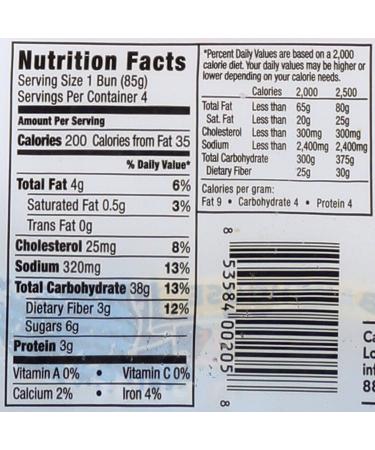 Nutrition Facts
Serving Size 1 Bun (85g)
Servings Per Container 4
Amount Per Serving
Calories 200 Calories from Fat 35
% Daily Value*
Total Fat 4g 6%
Saturated Fat 0.5g 3%
Trans Fat 0g
Cholesterol 25mg 8%
Sodium 320mg 13%
Total Carbohydrate 38g 13%
Dietary Fiber 3g 12%
Sugars 6g
Protein 3g
Vitamin A 0% • Vitamin C 0%
Calcium 2% • Iron 4%
*Percent Daily Values are based on a 2,000
calorie diet. Your daily values may be higher or
lower depending on your calorie needs.
Calories 2,000 2,500
Total Fat Less than 65g 80g
Sat. Fat Less than 20g 25g
Cholesterol Less than 300mg 300mg
Sodium Less than 2,400mg 2,400mg
Total Carbohydrate 300g 375g
Dietary Fiber 25g 30g
Calories per gram:
Fat 9 • Carbohydrate 4 • Protein 4
8 53584 00205 8
Ca
Lo
inf
88